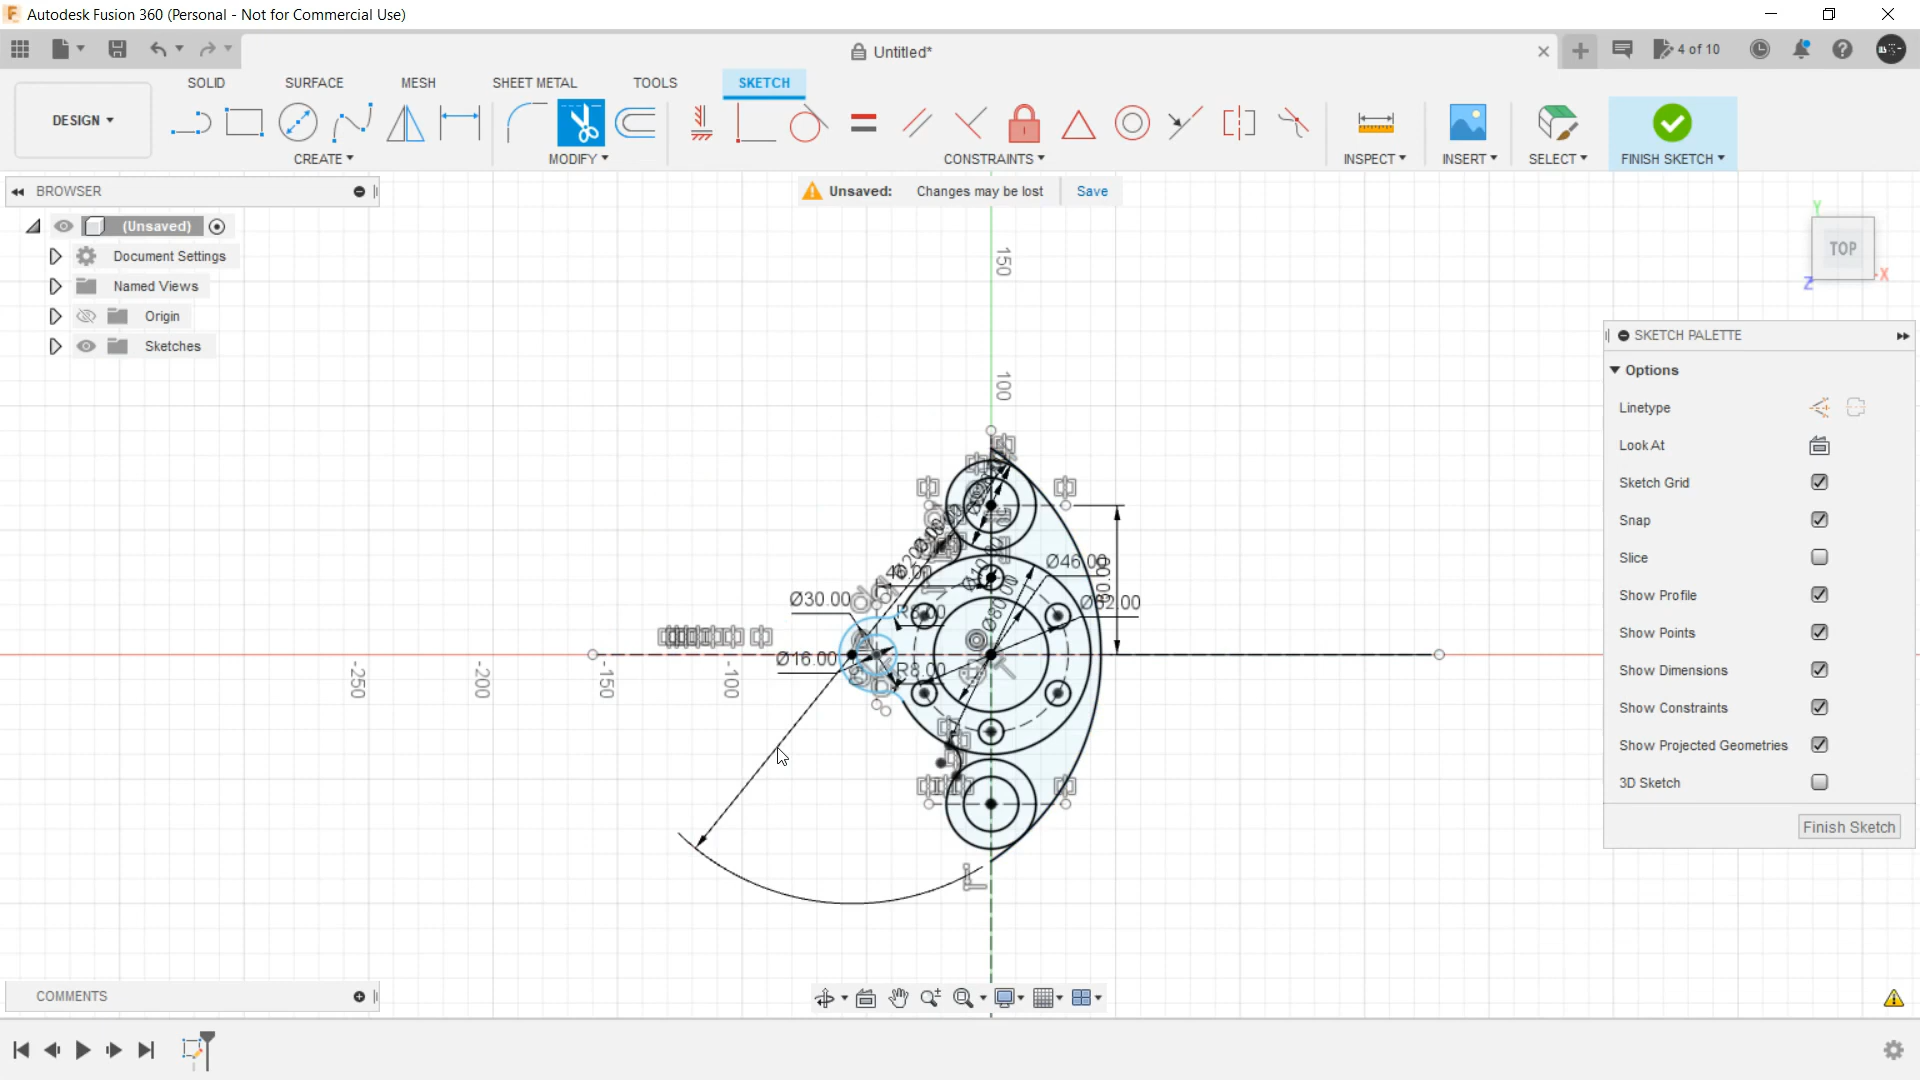 Autodesk Fusion 360 (Personal - Not for Commercial Use)
Untitled*
4 of 10
SOLID SURFACE MESH SHEET METAL TOOLS SKETCH
DESIGN
CREATE MODIFY CONSTRAINTS INSPECT INSERT SELECT FINISH SKETCH
BROWSER
Unsaved: Changes may be lost Save
(Unsaved)
Document Settings
Named Views
Origin
Sketches
Y
TOP
X
Z
150
100
SKETCH PALETTE
Options
Linetype
Look At
Sketch Grid
Snap
Slice
Show Profile
Show Points
Show Dimensions
Show Constraints
Show Projected Geometries
3D Sketch
Finish Sketch
Ø46.00
Ø30.00
Ø80.00
R8.00
Ø16.00
-250
-200
-150
-100
COMMENTS